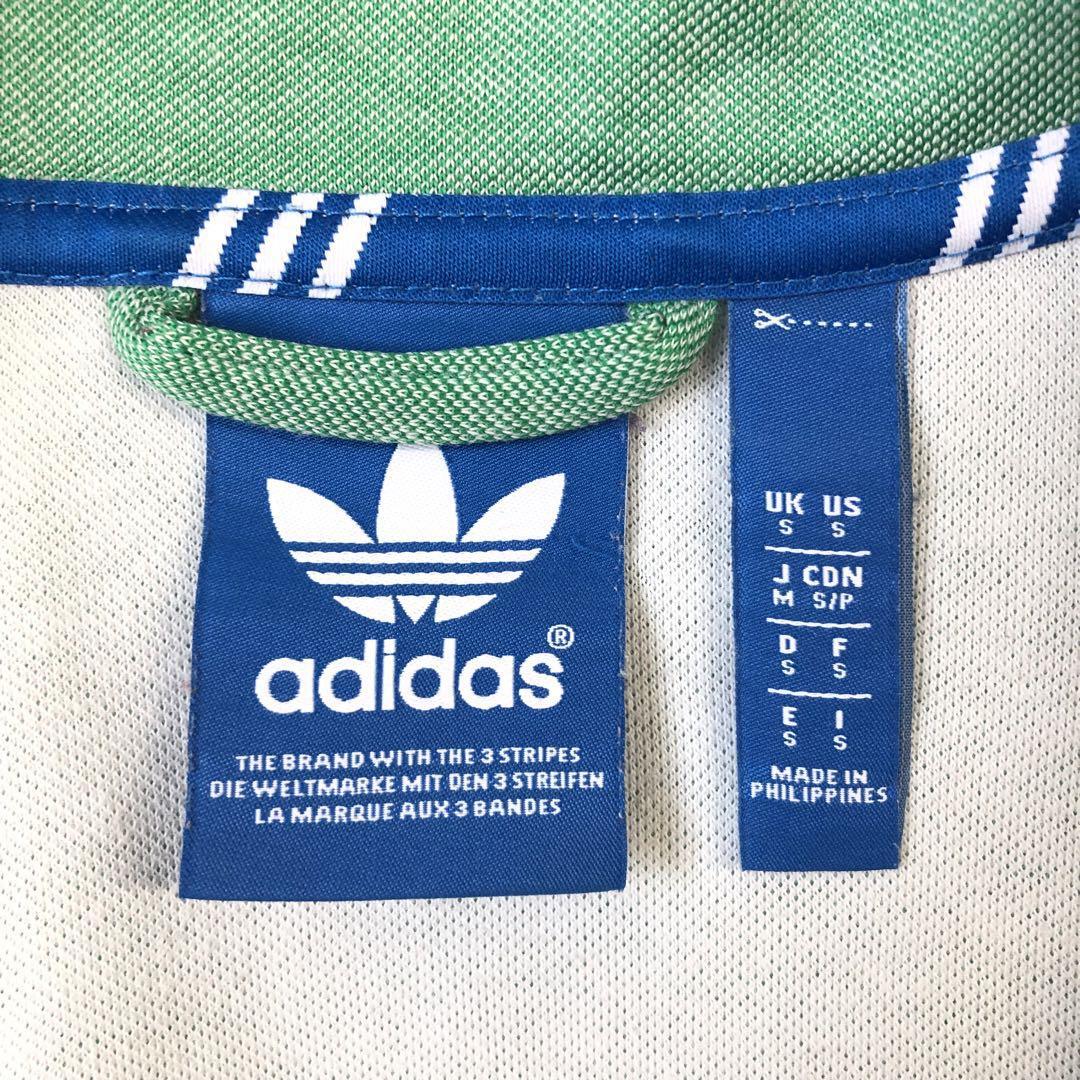 adidas®
THE BRAND WITH THE 3 STRIPES
DIE WELTMARKE MIT DEN 3 STREIFEN
LA MARQUE AUX 3 BANDES
UK US
S S
J CDN
M S/P
D F
S S
E I
S S
MADE IN
PHILIPPINES